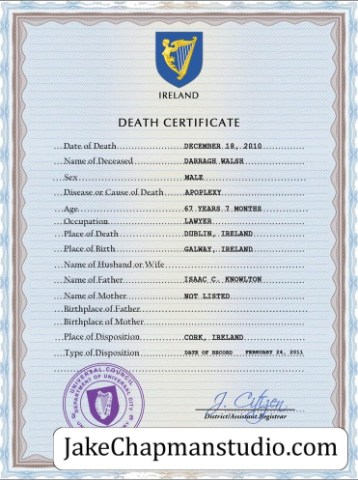 IRELAND
DEATH CERTIFICATE
Date of Death DECEMBER 18, 2010
Name of Deceased DARRAGH WALSH
Sex MALE
Disease or Cause of Death APOPLEXY
Age 67 YEARS 7 MONTHS
Occupation LAWYER
Place of Death DUBLIN, IRELAND
Place of Birth GALWAY, IRELAND
Name of Husband or Wife
Name of Father ISAAC C. KNOWLTON
Name of Mother NOT LISTED
Birthplace of Father
Birthplace of Mother
Place of Disposition CORK, IRELAND
Type of Disposition DATE OF RECORD FEBRUARY 24, 2011
UNIVERSAL COUNCIL
DEPARTMENT OF UNIVERSAL CITY
J. Citizen
District/Assistant Registrar
JakeChapmanstudio.com